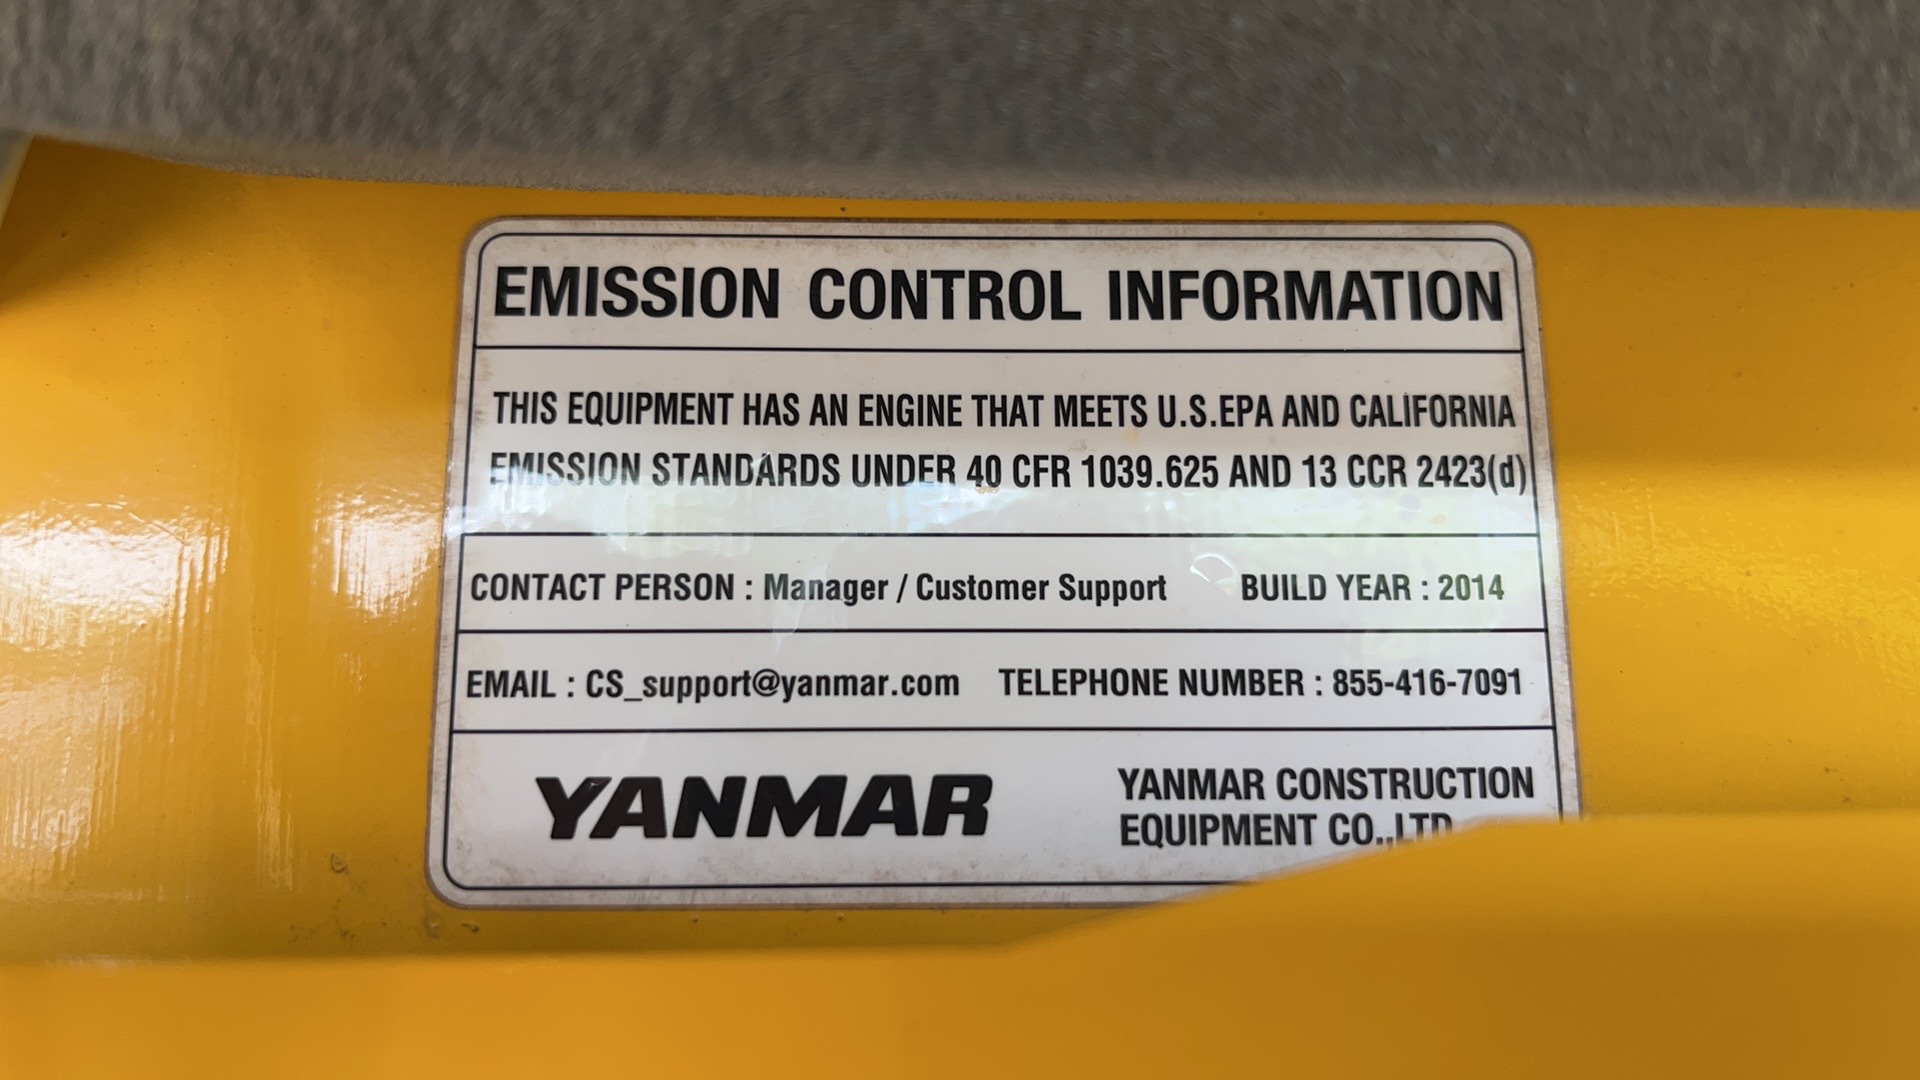 EMISSION CONTROL INFORMATION
THIS EQUIPMENT HAS AN ENGINE THAT MEETS U.S.EPA AND CALIFORNIA
EMISSION STANDARDS UNDER 40 CFR 1039.625 AND 13 CCR 2423(d)
CONTACT PERSON : Manager / Customer Support BUILD YEAR : 2014
EMAIL : CS_support@yanmar.com TELEPHONE NUMBER : 855-416-7091
YANMAR
YANMAR CONSTRUCTION
EQUIPMENT CO.,LTD